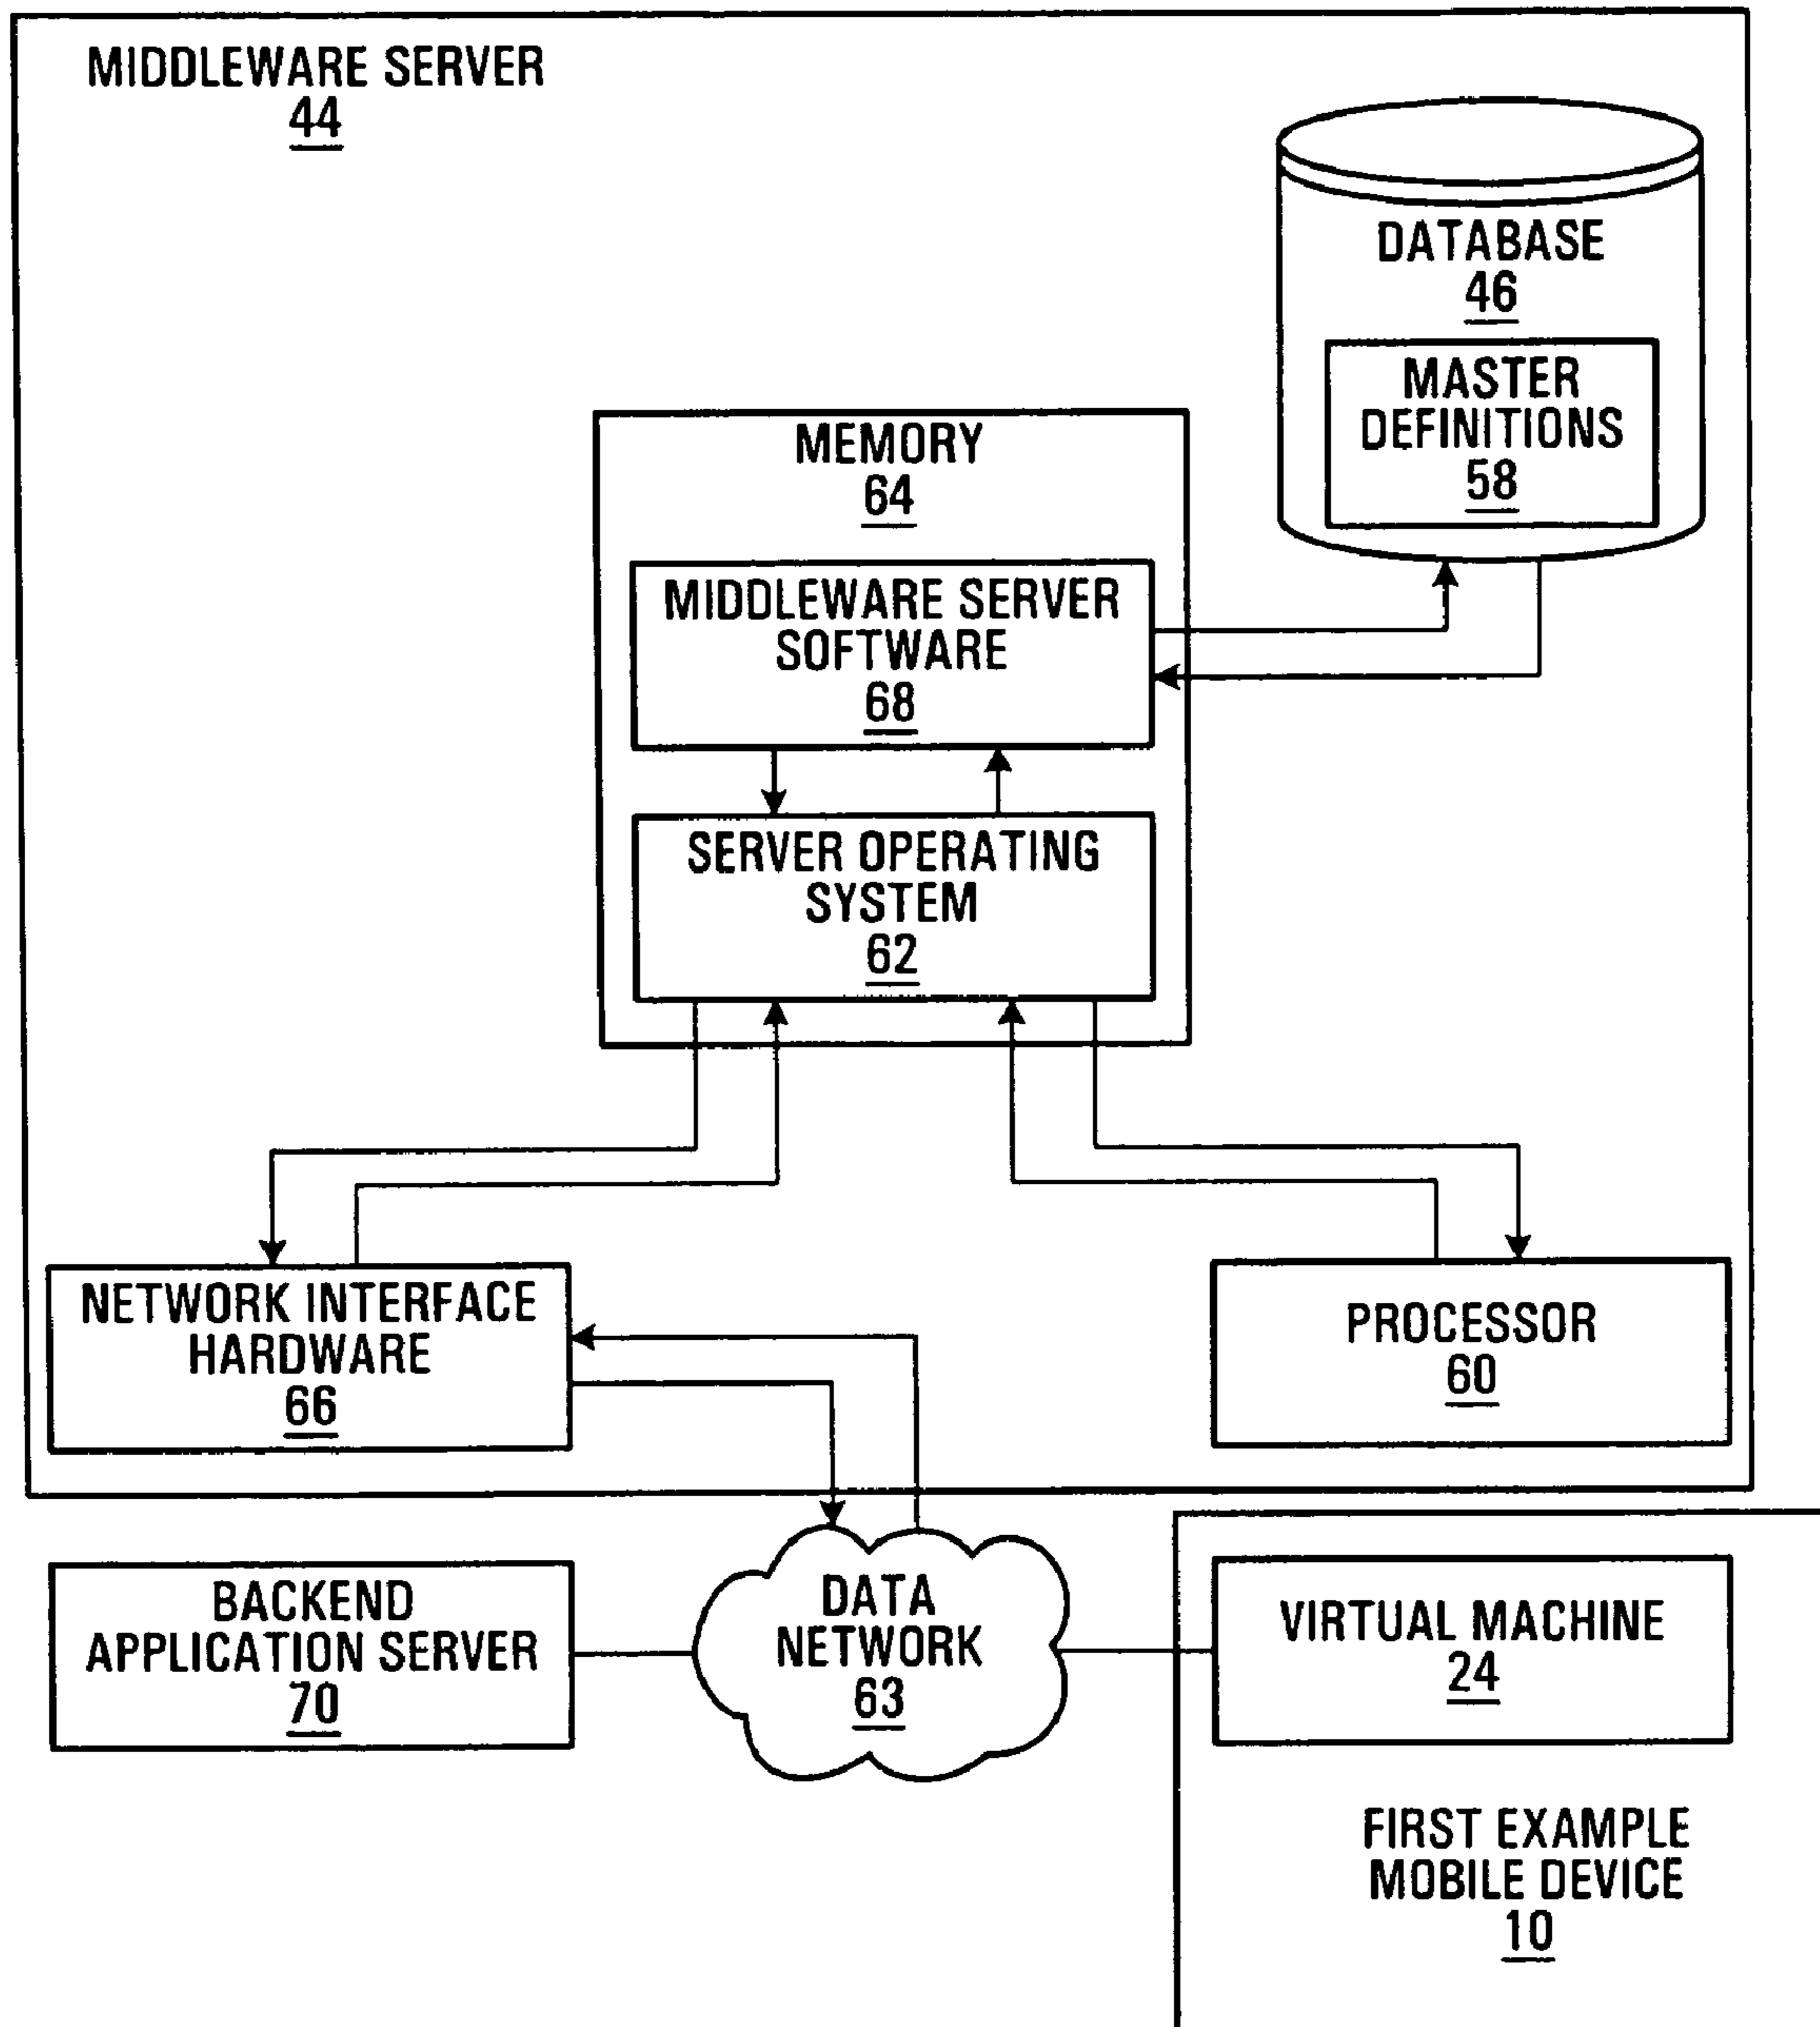 MIDDLEWARE SERVER
44
DATABASE
46
MASTER
DEFINITIONS
58
MEMORY
64
MIDDLEWARE SERVER
SOFTWARE
68
SERVER OPERATING
SYSTEM
62
NETWORK INTERFACE
HARDWARE
66
PROCESSOR
60
BACKEND
APPLICATION SERVER
70
DATA
NETWORK
63
VIRTUAL MACHINE
24
FIRST EXAMPLE
MOBILE DEVICE
10